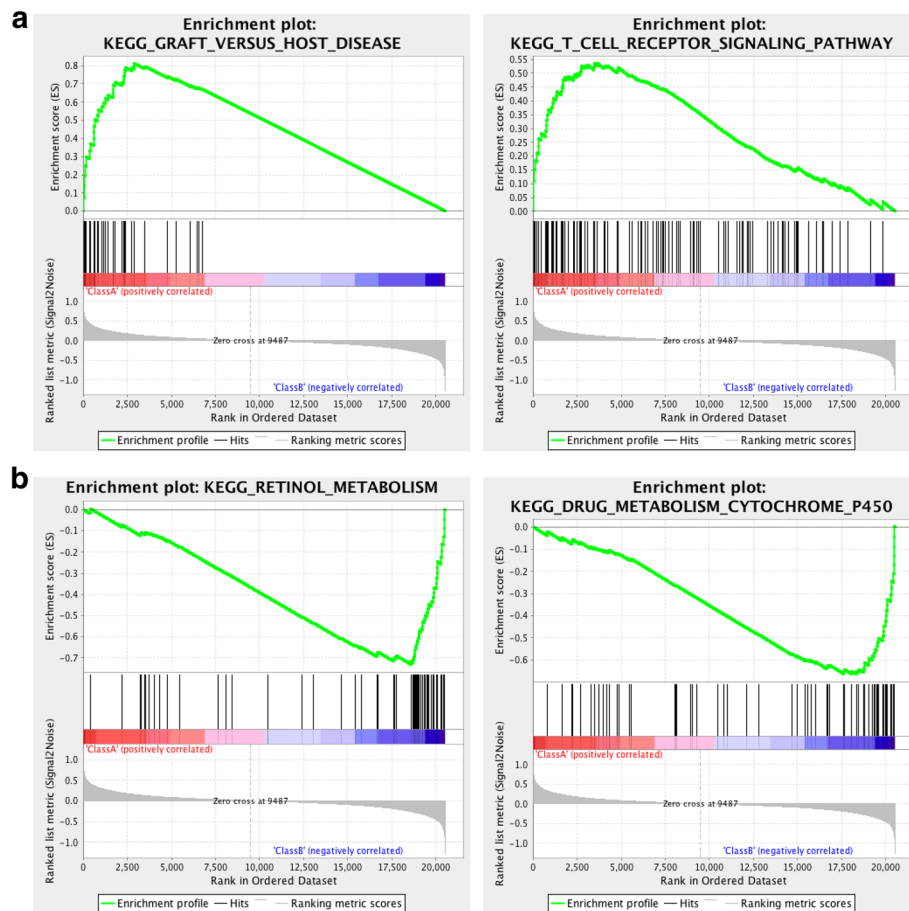 a
Enrichment plot:
KEGG_GRAFT_VERSUS_HOST_DISEASE
Enrichment score (ES)
0.8
0.7
0.6
0.5
0.4
0.3
0.2
0.1
0.0
'ClassA' (positively correlated)
Ranked list metric (Signal2Noise)
1.0
0.5
0.0
-0.5
-1.0
Zero cross at 9487
'ClassB' (negatively correlated)
0 2,500 5,000 7,500 10,000 12,500 15,000 17,500 20,000
Rank in Ordered Dataset
Enrichment profile Hits Ranking metric scores
Enrichment plot:
KEGG_T_CELL_RECEPTOR_SIGNALING_PATHWAY
Enrichment score (ES)
0.55
0.50
0.45
0.40
0.35
0.30
0.25
0.20
0.15
0.10
0.05
0.00
'ClassA' (positively correlated)
Ranked list metric (Signal2Noise)
1.0
0.5
0.0
-0.5
-1.0
Zero cross at 9487
'ClassB' (negatively correlated)
0 2,500 5,000 7,500 10,000 12,500 15,000 17,500 20,000
Rank in Ordered Dataset
Enrichment profile Hits Ranking metric scores
b
Enrichment plot: KEGG_RETINOL_METABOLISM
Enrichment score (ES)
0.0
-0.1
-0.2
-0.3
-0.4
-0.5
-0.6
-0.7
'ClassA' (positively correlated)
Ranked list metric (Signal2Noise)
1.0
0.5
0.0
-0.5
-1.0
Zero cross at 9487
'ClassB' (negatively correlated)
0 2,500 5,000 7,500 10,000 12,500 15,000 17,500 20,000
Rank in Ordered Dataset
Enrichment profile Hits Ranking metric scores
Enrichment plot:
KEGG_DRUG_METABOLISM_CYTOCHROME_P450
Enrichment score (ES)
0.0
-0.1
-0.2
-0.3
-0.4
-0.5
-0.6
'ClassA' (positively correlated)
Ranked list metric (Signal2Noise)
1.0
0.5
0.0
-0.5
-1.0
Zero cross at 9487
'ClassB' (negatively correlated)
0 2,500 5,000 7,500 10,000 12,500 15,000 17,500 20,000
Rank in Ordered Dataset
Enrichment profile Hits Ranking metric scores